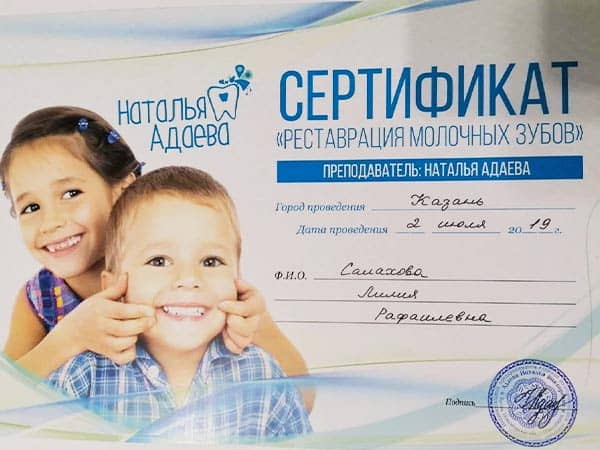 Наталья
Адаева
СЕРТИФИКАТ
«РЕСТАВРАЦИЯ МОЛОЧНЫХ ЗУБОВ»
ПРЕПОДАВАТЕЛЬ: НАТАЛЬЯ АДАЕВА
Город проведения Казань
Дата проведения 2 июля 2019 г.
Ф.И.О. Салахова
Лилия
Рафаилевна
Подпись